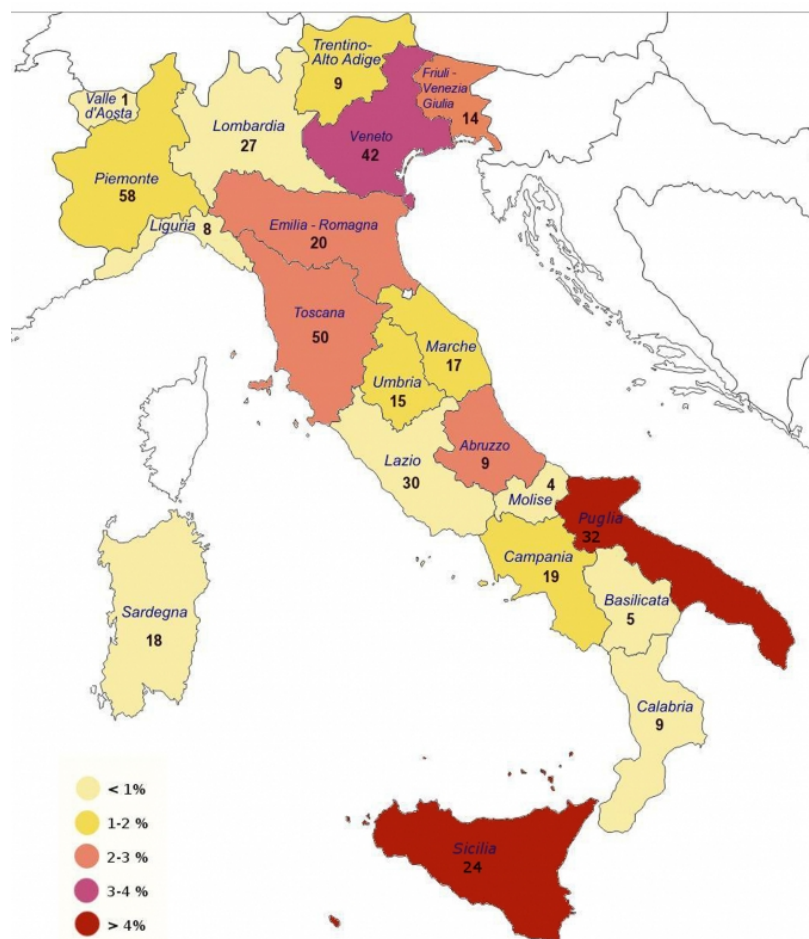 Trentino-
Alto Adige
9
Friuli -
Venezia
Giulia
14
Valle 1
d'Aosta
Lombardia
27
Veneto
42
Piemonte
58
Liguria 8
Emilia - Romagna
20
Toscana
50
Marche
17
Umbria
15
Abruzzo
9
Lazio
30
4
Molise
Puglia
32
Campania
19
Basilicata
5
Sardegna
18
Calabria
9
Sicilia
24
< 1%
1-2 %
2-3 %
3-4 %
> 4%